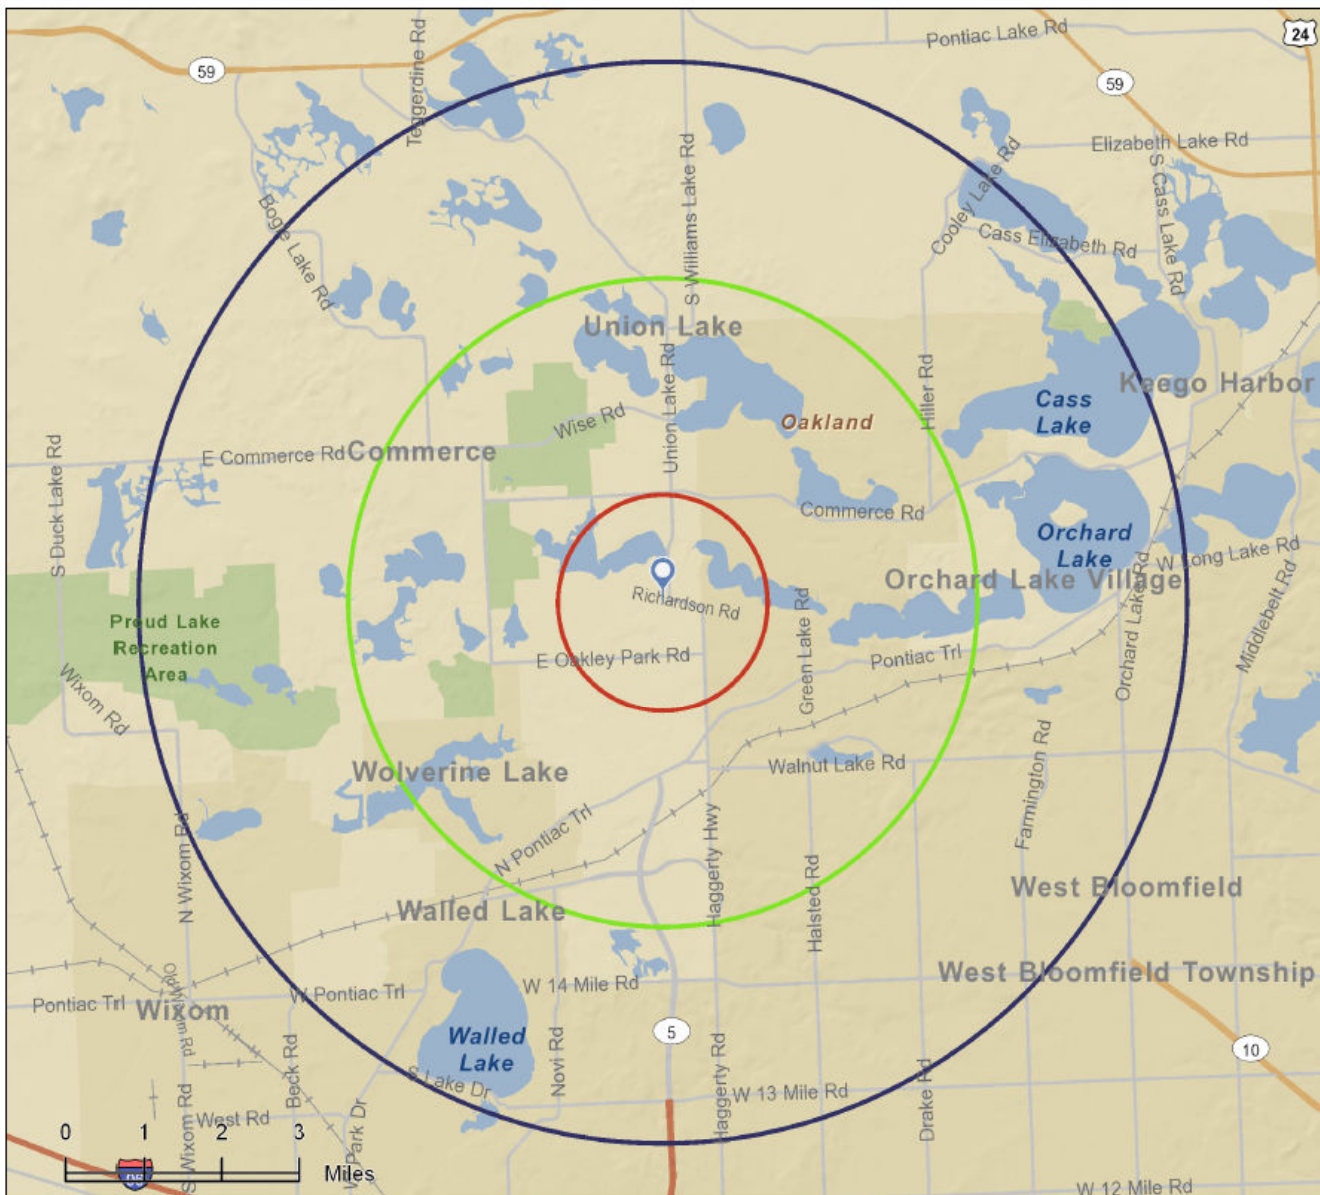 Pontiac Lake Rd
24
59
Teggerdine Rd
59
Elizabeth Lake Rd
S Williams Lake Rd
Cooley Lake Rd
S Cass Lake Rd
Bogie Lake Rd
Cass Elizabeth Rd
Union Lake
Keego Harbor
Hiller Rd
Cass
Lake
Union Lake Rd
Wise Rd
Oakland
E Commerce Rd
Commerce
S Duck Lake Rd
Commerce Rd
Orchard
Lake
W Long Lake Rd
Orchard Lake Village
Richardson Rd
Green Lake Rd
Orchard Lake Rd
Middlebelt Rd
Proud Lake
Recreation
Area
E Oakley Park Rd
Pontiac Trl
Wixom Rd
Walnut Lake Rd
Farmington Rd
Wolverine Lake
N Pontiac Trl
N Wixom Rd
Haggerty Hwy
Halsted Rd
West Bloomfield
Walled Lake
West Bloomfield Township
W 14 Mile Rd
W Pontiac Trl
Pontiac Trl
Wixom
Old Wixom Rd
5
10
Walled
Lake
Novi Rd
Beck Rd
S Lake Dr
W 13 Mile Rd
Haggerty Rd
Drake Rd
West Rd
S Wixom Rd
0 1 2 3
Miles
96
W 12 Mile Rd